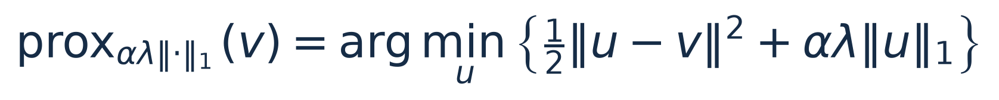 prox_{αλ‖·‖₁}(v) = arg min_u { ½‖u − v‖² + αλ‖u‖₁ }